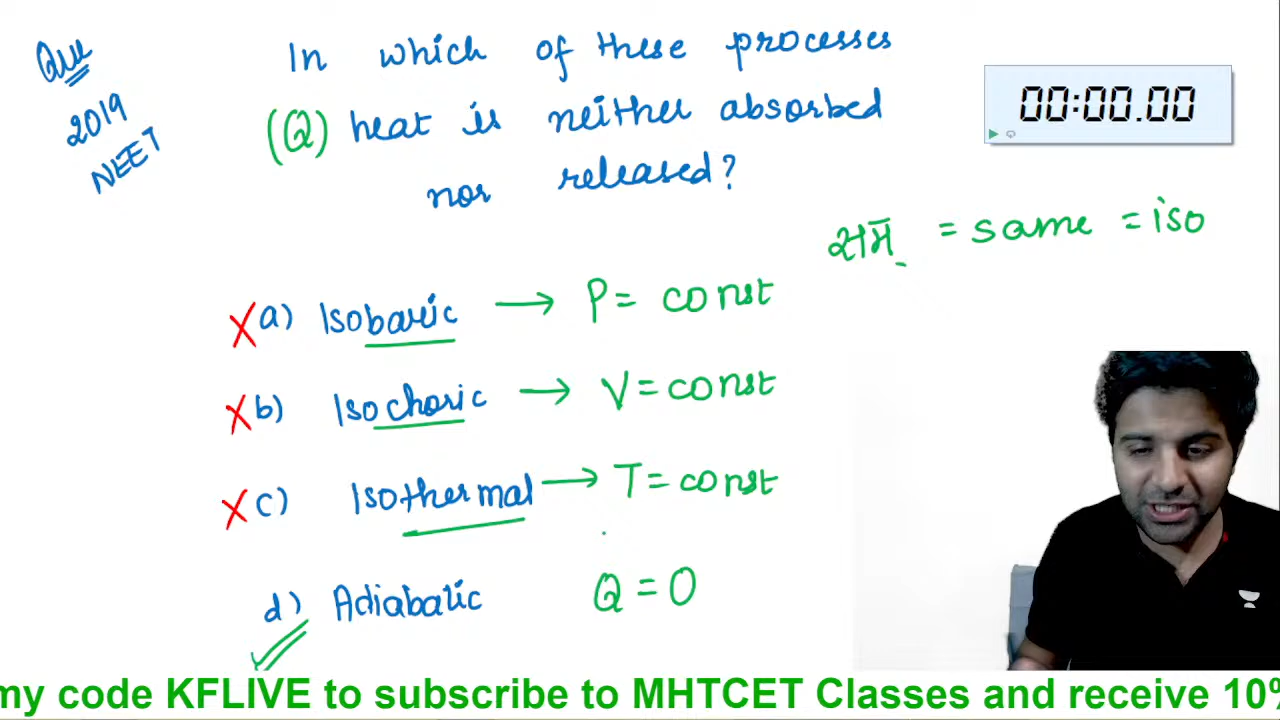 Que
2019
NEET
In which of these processes
(Q) heat is neither absorbed
nor released?
00:00.00
सम = same = iso
X a) Isobaric → P = const
X b) Isochoric → V = const
X c) Isothermal → T = const
d) Adiabatic Q = 0
my code KFLIVE to subscribe to MHTCET Classes and receive 10%